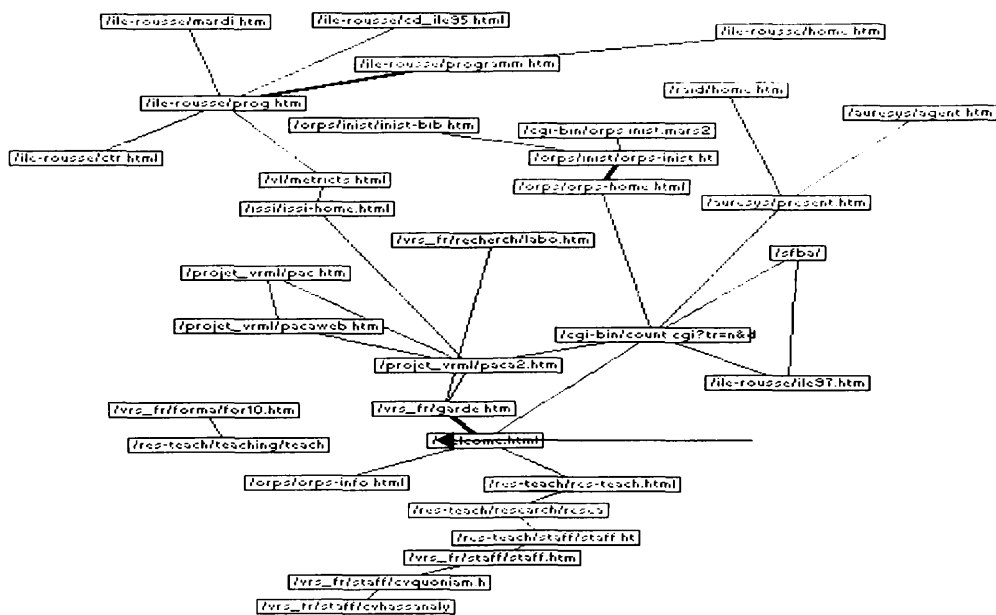 /ile-rousse/mardi.htm
/ile-rousse/cd_ile95.html
/ile-rousse/home.htm
/ile-rousse/programm.htm
/raid/home.htm
/ile-rousse/prog.htm
/auresys/agent.htm
/orps/inist/inist-bib.htm
/cgi-bin/orps.inist.mars2
/ile-rousse/ctr.html
/orps/inist/orps-inist.ht
/vl/metricts.html
/orps/orps-home.html
/issi/issi-home.html
/auresys/present.htm
/vrs_fr/recherch/labo.htm
/sfba/
/projet_vrml/pac.htm
/projet_vrml/pacaweb.htm
/cgi-bin/count.cgi?tr=n&d
/projet_vrml/paca2.htm
/ile-rousse/ile97.htm
/vrs_fr/forma/for10.htm
/vrs_fr/garde.htm
/res-teach/teaching/teach
/welcome.html
/orps/orps-info.html
/res-teach/res-teach.html
/res-teach/research/resea
/res-teach/staff/staff.ht
/vrs_fr/staff/staff.htm
/vrs_fr/staff/cvquoniam.h
/vrs_fr/staff/cvhassanaly